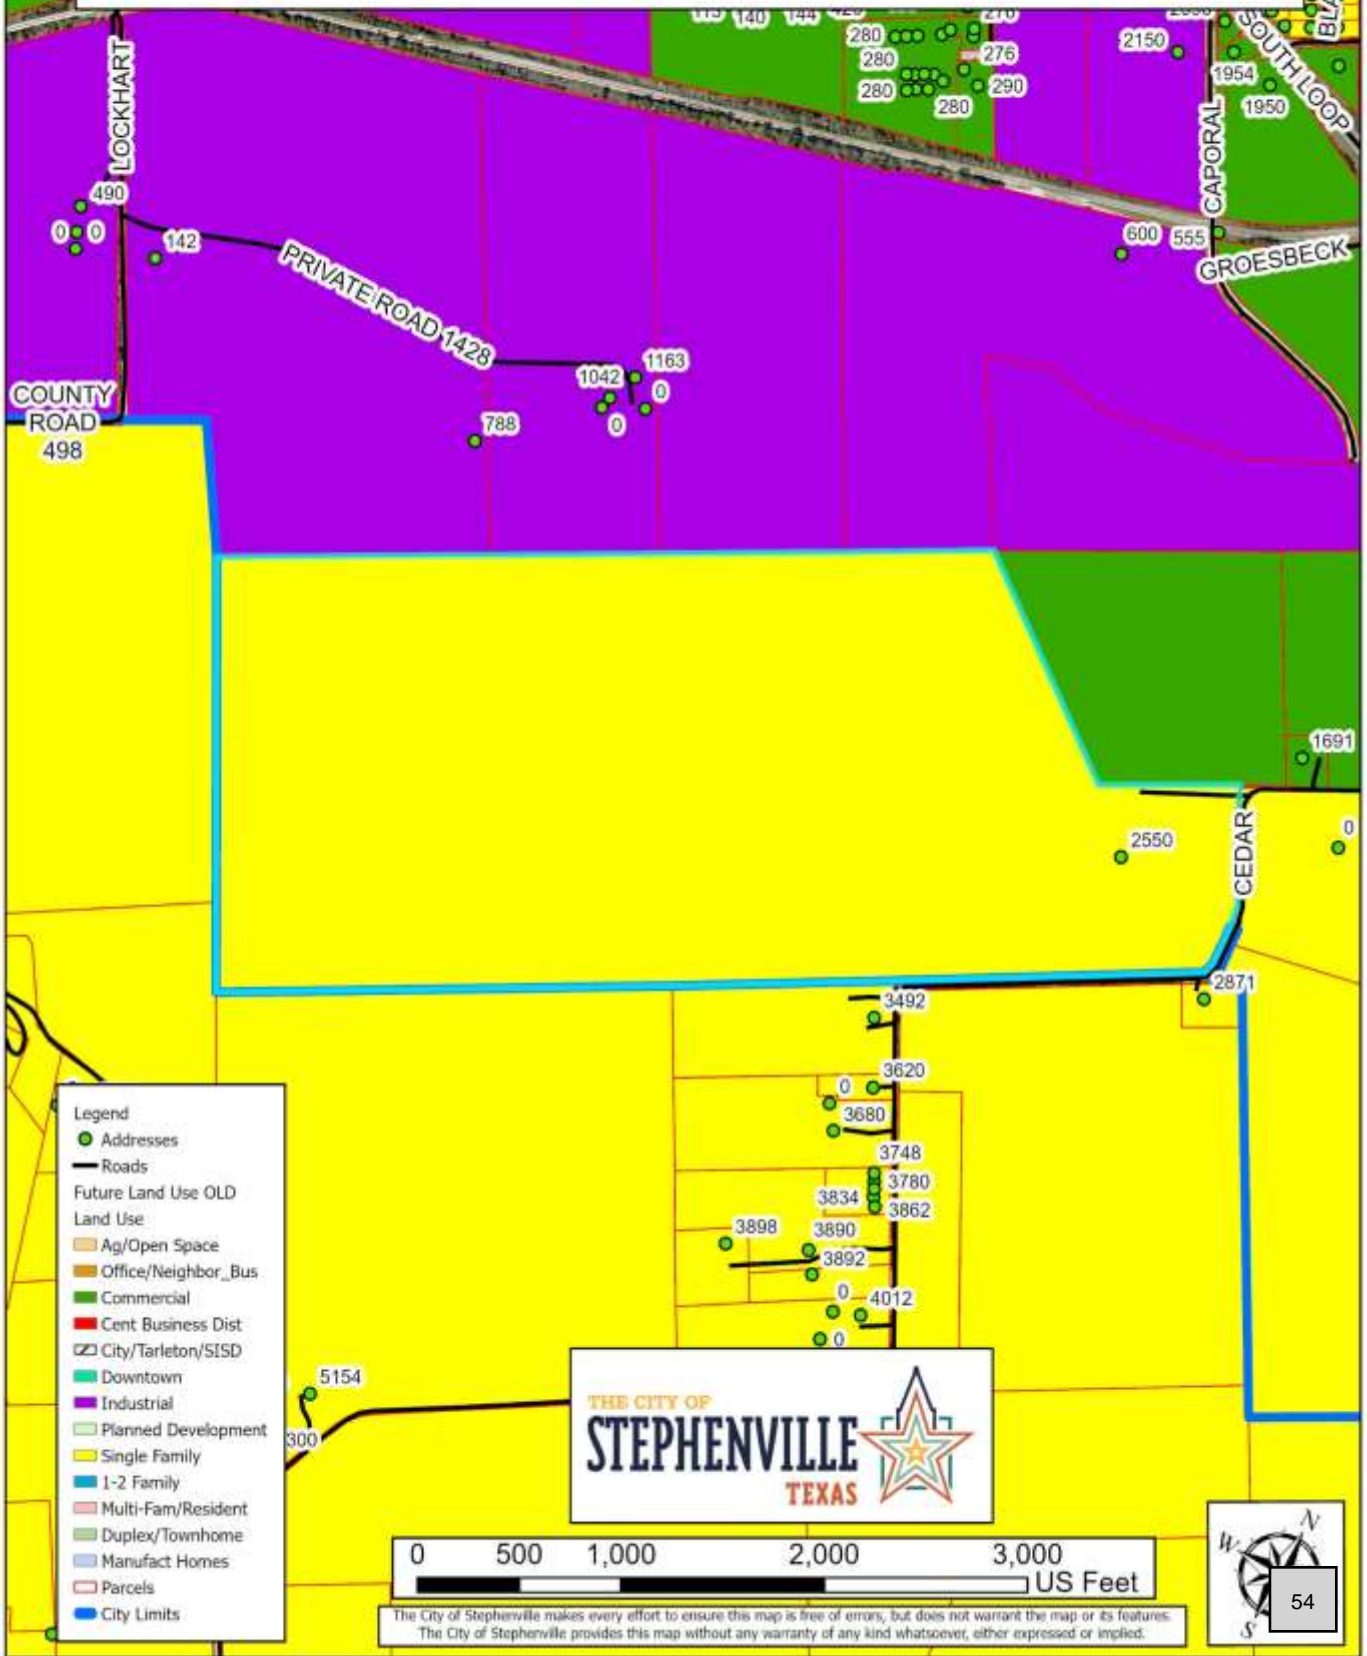 140
144
280
280
280
280
276
290
2150
1954
1950
SOUTH LOOP
LOCKHART
CAPORAL
490
0
0
142
PRIVATE ROAD 1428
600
555
GROESBECK
1163
1042
0
0
788
COUNTY
ROAD
498
1691
2550
0
CEDAR
2871
3492
3620
0
3680
3748
3780
3834
3862
3898
3890
3892
0
4012
0
5154
300
Legend
Addresses
Roads
Future Land Use OLD
Land Use
Ag/Open Space
Office/Neighbor_Bus
Commercial
Cent Business Dist
City/Tarleton/SISD
Downtown
Industrial
Planned Development
Single Family
1-2 Family
Multi-Fam/Resident
Duplex/Townhome
Manufact Homes
Parcels
City Limits
THE CITY OF
STEPHENVILLE
TEXAS
0 500 1,000 2,000 3,000
US Feet
The City of Stephenville makes every effort to ensure this map is free of errors, but does not warrant the map or its features.
The City of Stephenville provides this map without any warranty of any kind whatsoever, either expressed or implied.
N
W
S
54